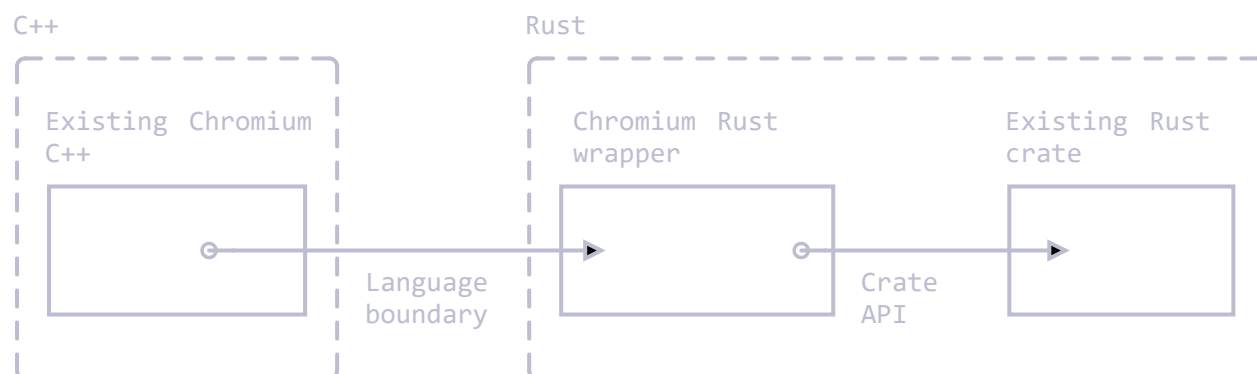 C++
Rust
Existing Chromium
C++
Chromium Rust
wrapper
Existing Rust
crate
Language
boundary
Crate
API